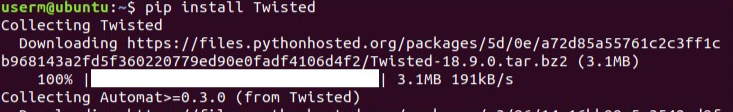 userm@ubuntu:~$ pip install Twisted
Collecting Twisted
Downloading https://files.pythonhosted.org/packages/5d/0e/a72d85a55761c2c3ff1c
b968143a2fd5f360220779ed90e0fadf4106d4f2/Twisted-18.9.0.tar.bz2 (3.1MB)
100% || 3.1MB 191kB/s
Collecting Automat>=0.3.0 (from Twisted)